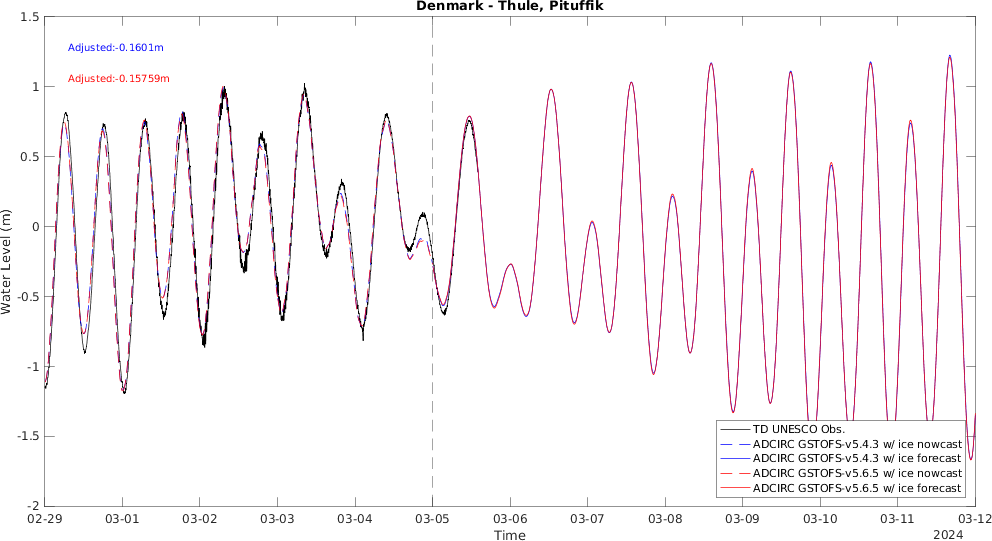 Denmark - Thule, Pituffik
Adjusted:-0.1601m
Adjusted:-0.15759m
1.5
1
0.5
0
-0.5
-1
-1.5
-2
Water Level (m)
TD UNESCO Obs.
ADCIRC GSTOFS-v5.4.3 w/ ice nowcast
ADCIRC GSTOFS-v5.4.3 w/ ice forecast
ADCIRC GSTOFS-v5.6.5 w/ ice nowcast
ADCIRC GSTOFS-v5.6.5 w/ ice forecast
02-29 03-01 03-02 03-03 03-04 03-05 03-06 03-07 03-08 03-09 03-10 03-11 03-12
Time
2024